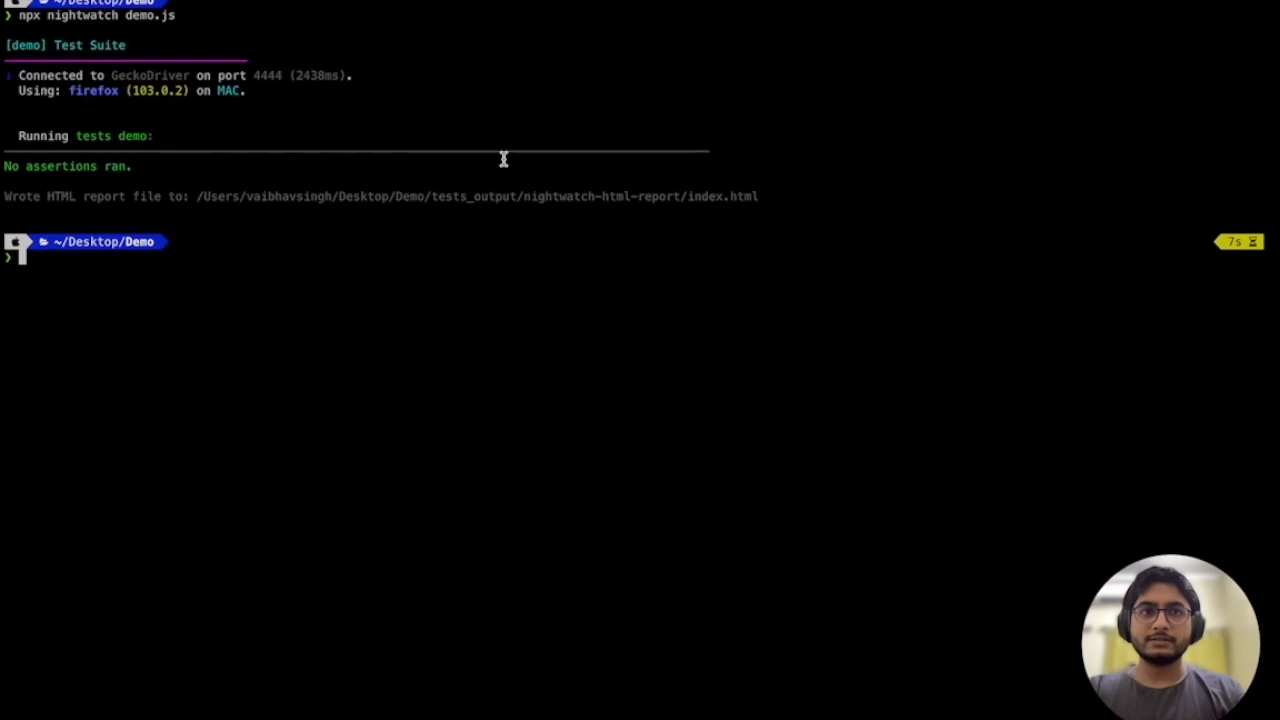 ~/Desktop/Demo
❯ npx nightwatch demo.js
[demo] Test Suite
Connected to GeckoDriver on port 4444 (2438ms).
Using: firefox (103.0.2) on MAC.
Running tests demo:
No assertions ran.
Wrote HTML report file to: /Users/vaibhavsingh/Desktop/Demo/tests_output/nightwatch-html-report/index.html
~/Desktop/Demo 7s
❯